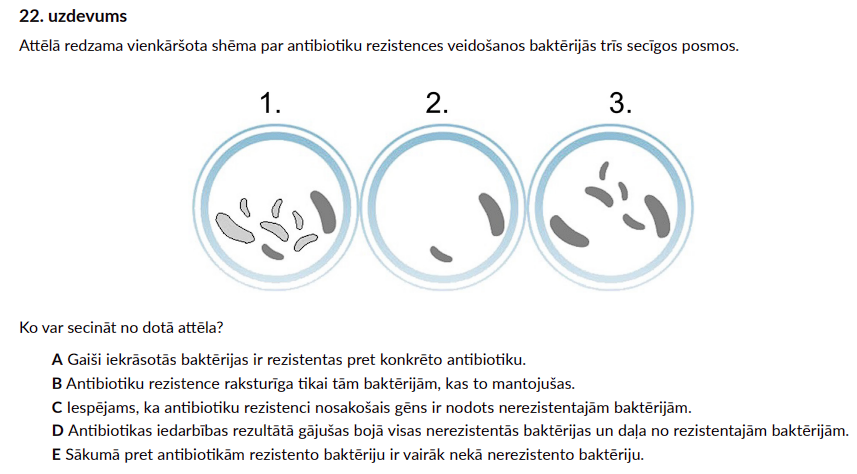 22. uzdevums
Attēlā redzama vienkāršota shēma par antibiotiku rezistences veidošanos baktērijās trīs secīgos posmos.
1. 2. 3.
Ko var secināt no dotā attēla?
A Gaiši iekrāsotās baktērijas ir rezistentas pret konkrēto antibiotiku.
B Antibiotiku rezistence raksturīga tikai tām baktērijām, kas to mantojušas.
C Iespējams, ka antibiotiku rezistenci nosakošais gēns ir nodots nerezistentajām baktērijām.
D Antibiotikas iedarbības rezultātā gājušas bojā visas nerezistentās baktērijas un daļa no rezistentajām baktērijām.
E Sākumā pret antibiotikām rezistento baktēriju ir vairāk nekā nerezistento baktēriju.